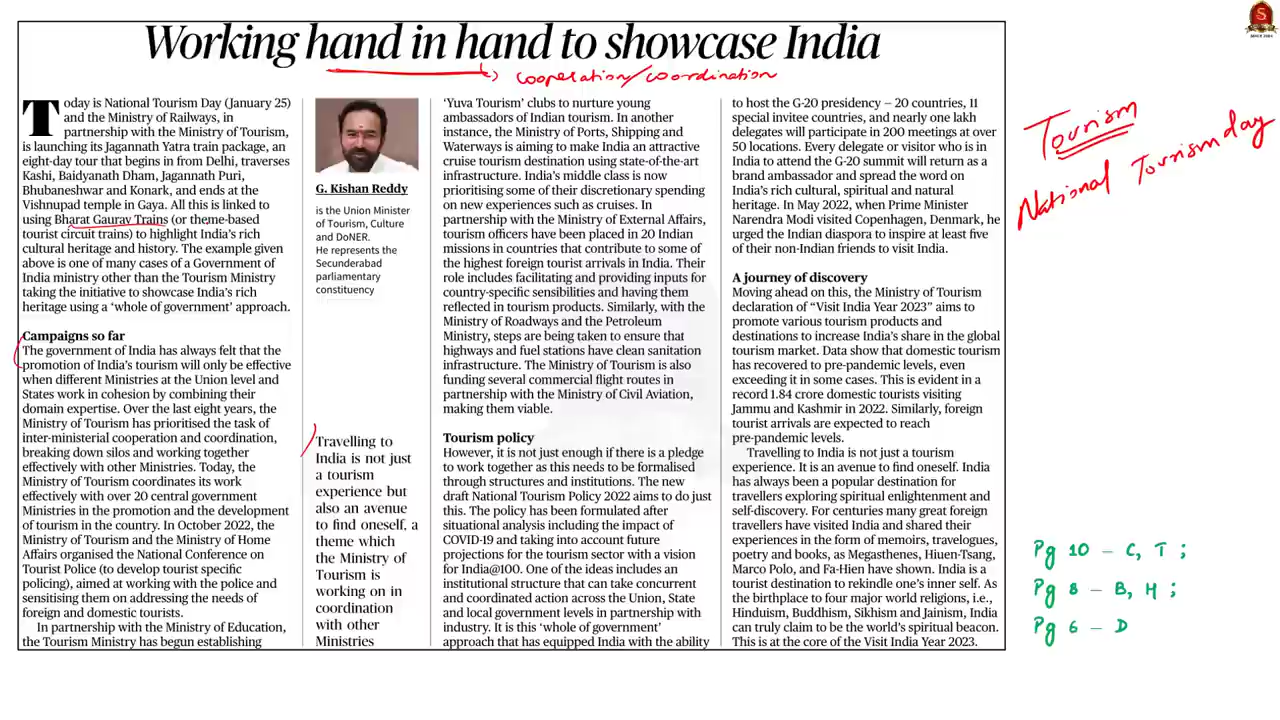 Working hand in hand to showcase India
cooperation/coordination
Today is National Tourism Day (January 25)
and the Ministry of Railways, in
partnership with the Ministry of Tourism,
is launching its Jagannath Yatra train package, an
eight-day tour that begins in from Delhi, traverses
Kashi, Baidyanath Dham, Jagannath Puri,
Bhubaneshwar and Konark, and ends at the
Vishnupad temple in Gaya. All this is linked to
using Bharat Gaurav Trains (or theme-based
tourist circuit trains) to highlight India's rich
cultural heritage and history. The example given
above is one of many cases of a Government of
India ministry other than the Tourism Ministry
taking the initiative to showcase India's rich
heritage using a 'whole of government' approach.
Campaigns so far
The government of India has always felt that the
promotion of India's tourism will only be effective
when different Ministries at the Union level and
States work in cohesion by combining their
domain expertise. Over the last eight years, the
Ministry of Tourism has prioritised the task of
inter-ministerial cooperation and coordination,
breaking down silos and working together
effectively with other Ministries. Today, the
Ministry of Tourism coordinates its work
effectively with over 20 central government
Ministries in the promotion and the development
of tourism in the country. In October 2022, the
Ministry of Tourism and the Ministry of Home
Affairs organised the National Conference on
Tourist Police (to develop tourist specific
policing), aimed at working with the police and
sensitising them on addressing the needs of
foreign and domestic tourists.
In partnership with the Ministry of Education,
the Tourism Ministry has begun establishing
G. Kishan Reddy
is the Union Minister
of Tourism, Culture
and DoNER.
He represents the
Secunderabad
parliamentary
constituency
Travelling to
India is not just
a tourism
experience but
also an avenue
to find oneself, a
theme which
the Ministry of
Tourism is
working on in
coordination
with other
Ministries
'Yuva Tourism' clubs to nurture young
ambassadors of Indian tourism. In another
instance, the Ministry of Ports, Shipping and
Waterways is aiming to make India an attractive
cruise tourism destination using state-of-the-art
infrastructure. India's middle class is now
prioritising some of their discretionary spending
on new experiences such as cruises. In
partnership with the Ministry of External Affairs,
tourism officers have been placed in 20 Indian
missions in countries that contribute to some of
the highest foreign tourist arrivals in India. Their
role includes facilitating and providing inputs for
country-specific sensibilities and having them
reflected in tourism products. Similarly, with the
Ministry of Roadways and the Petroleum
Ministry, steps are being taken to ensure that
highways and fuel stations have clean sanitation
infrastructure. The Ministry of Tourism is also
funding several commercial flight routes in
partnership with the Ministry of Civil Aviation,
making them viable.
Tourism policy
However, it is not just enough if there is a pledge
to work together as this needs to be formalised
through structures and institutions. The new
draft National Tourism Policy 2022 aims to do just
this. The policy has been formulated after
situational analysis including the impact of
COVID-19 and taking into account future
projections for the tourism sector with a vision
for India@100. One of the ideas includes an
institutional structure that can take concurrent
and coordinated action across the Union, State
and local government levels in partnership with
industry. It is this 'whole of government'
approach that has equipped India with the ability
to host the G-20 presidency — 20 countries, 11
special invitee countries, and nearly one lakh
delegates will participate in 200 meetings at over
50 locations. Every delegate or visitor who is in
India to attend the G-20 summit will return as a
brand ambassador and spread the word on
India's rich cultural, spiritual and natural
heritage. In May 2022, when Prime Minister
Narendra Modi visited Copenhagen, Denmark, he
urged the Indian diaspora to inspire at least five
of their non-Indian friends to visit India.
A journey of discovery
Moving ahead on this, the Ministry of Tourism
declaration of "Visit India Year 2023" aims to
promote various tourism products and
destinations to increase India's share in the global
tourism market. Data show that domestic tourism
has recovered to pre-pandemic levels, even
exceeding it in some cases. This is evident in a
record 1.84 crore domestic tourists visiting
Jammu and Kashmir in 2022. Similarly, foreign
tourist arrivals are expected to reach
pre-pandemic levels.
Travelling to India is not just a tourism
experience. It is an avenue to find oneself. India
has always been a popular destination for
travellers exploring spiritual enlightenment and
self-discovery. For centuries many great foreign
travellers have visited India and shared their
experiences in the form of memoirs, travelogues,
poetry and books, as Megasthenes, Hiuen-Tsang,
Marco Polo, and Fa-Hien have shown. India is a
tourist destination to rekindle one's inner self. As
the birthplace to four major world religions, i.e.,
Hinduism, Buddhism, Sikhism and Jainism, India
can truly claim to be the world's spiritual beacon.
This is at the core of the Visit India Year 2023.
S
SINCE 2004
Tourism
National Tourism day
Pg 10 – C, T ;
Pg 8 – B, H ;
Pg 6 – D